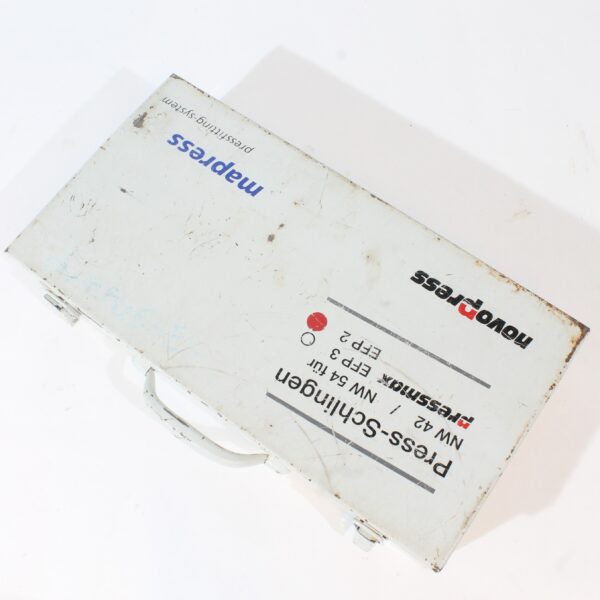 Press-Schlingen
NW 42 / NW 54 für
pressmax EFP 3
EFP 2
novopress
mapress
pressfitting-system